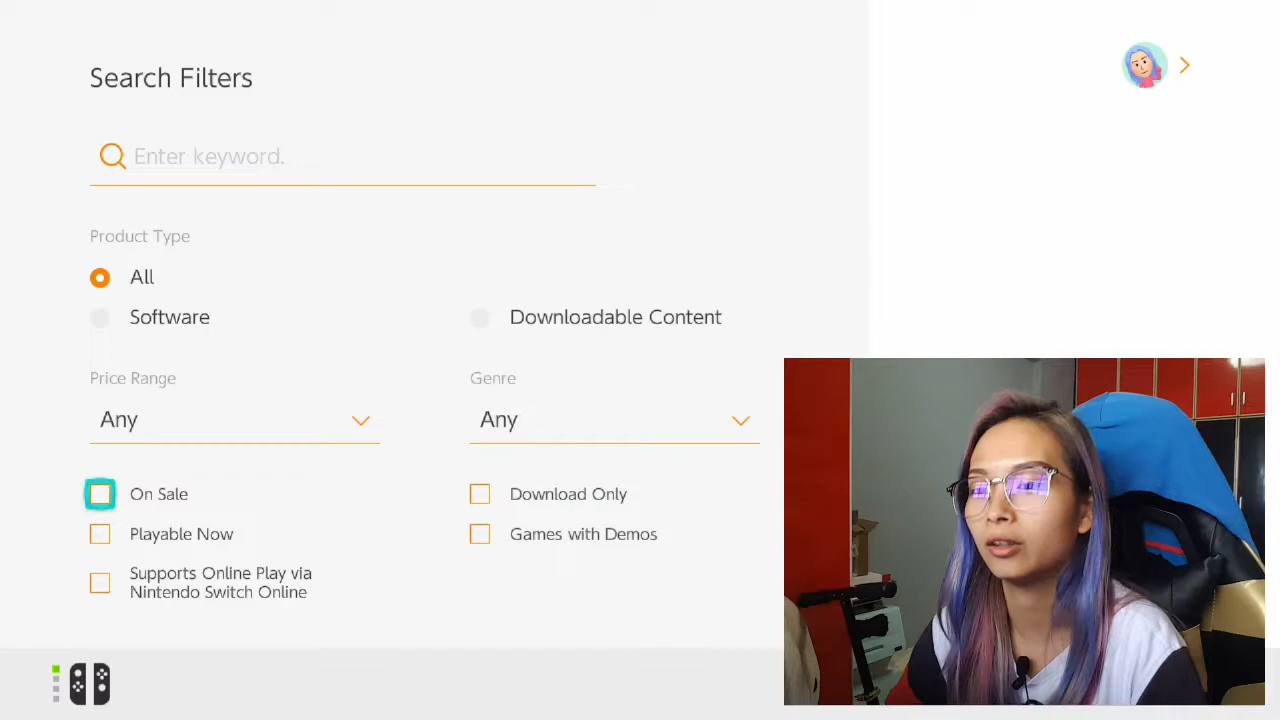 Search Filters
Enter keyword.
Product Type
All
Software
Downloadable Content
Price Range
Genre
Any
Any
On Sale
Download Only
Playable Now
Games with Demos
Supports Online Play via
Nintendo Switch Online